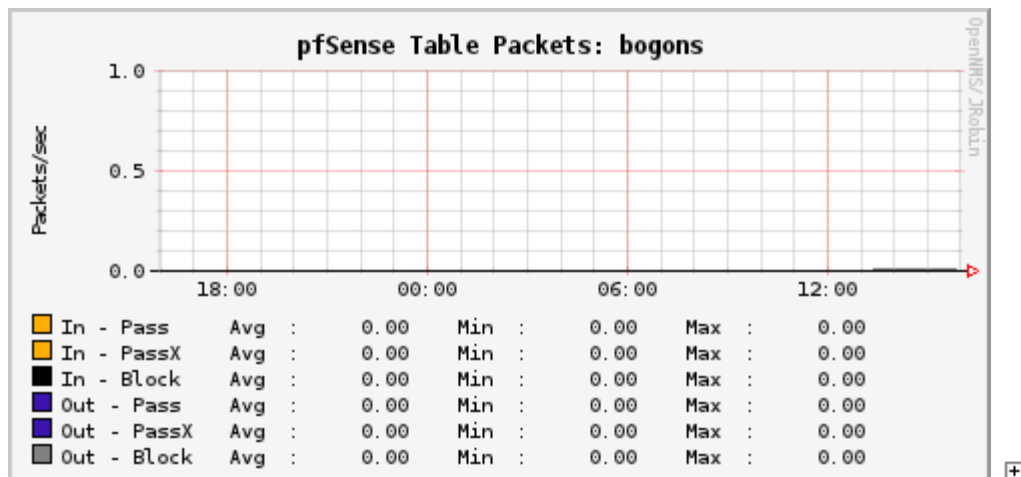 pfSense Table Packets: bogons
OpenNMS/JRobin
Packets/sec
1.0
0.5
0.0
18:00 00:00 06:00 12:00
In - Pass Avg : 0.00 Min : 0.00 Max : 0.00
In - PassX Avg : 0.00 Min : 0.00 Max : 0.00
In - Block Avg : 0.00 Min : 0.00 Max : 0.00
Out - Pass Avg : 0.00 Min : 0.00 Max : 0.00
Out - PassX Avg : 0.00 Min : 0.00 Max : 0.00
Out - Block Avg : 0.00 Min : 0.00 Max : 0.00